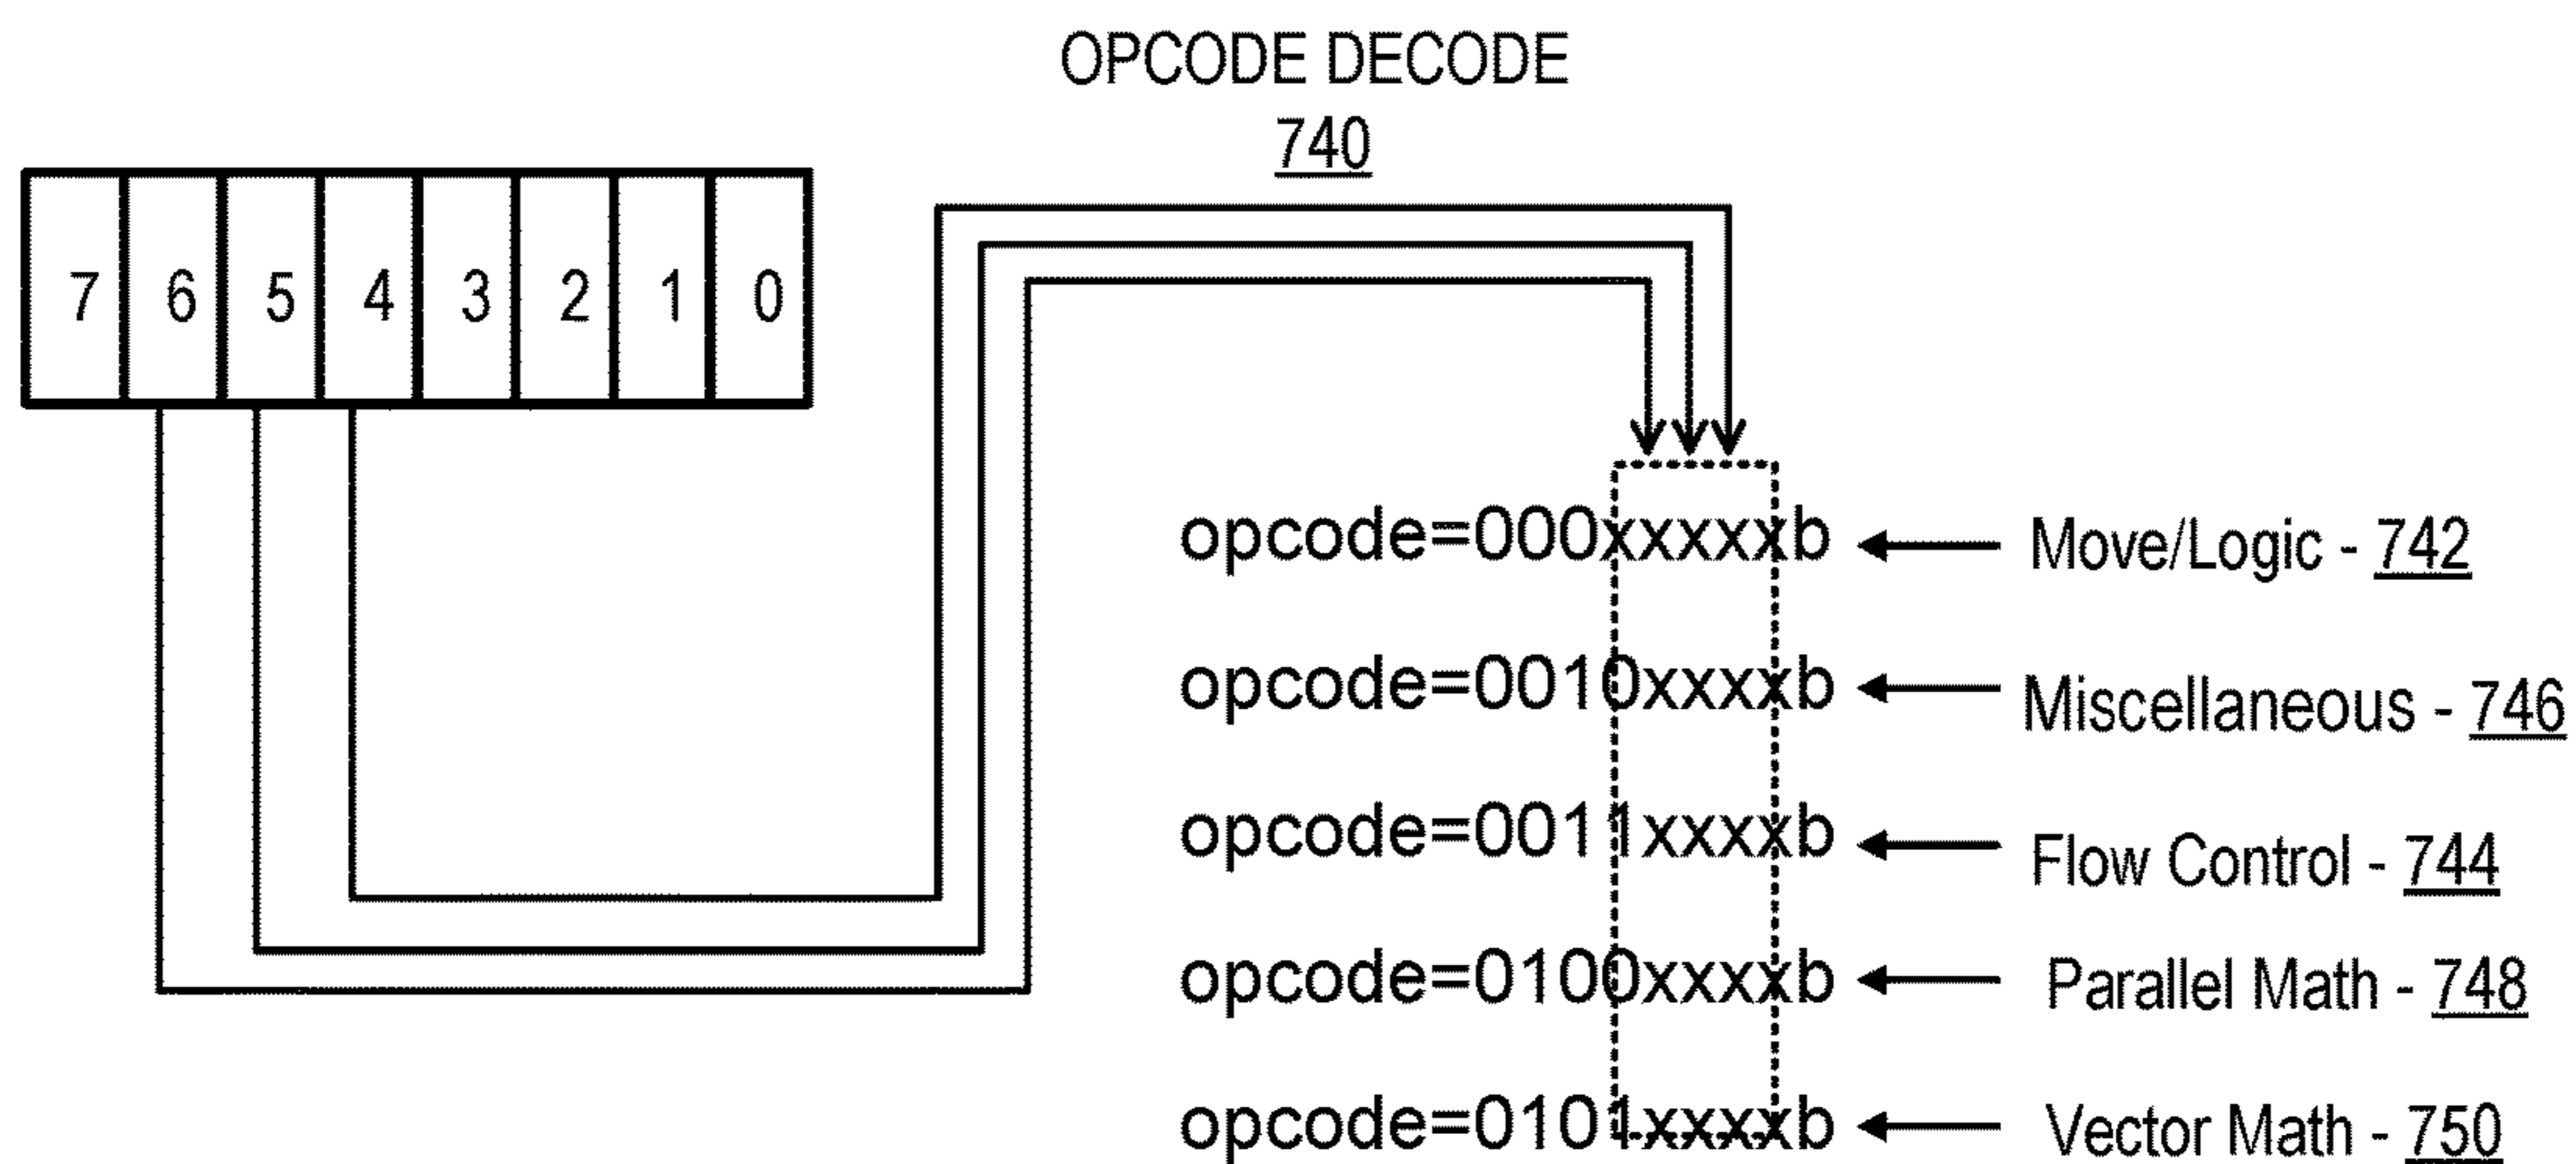 OPCODE DECODE
740
7 6 5 4 3 2 1 0
opcode=000xxxxxb Move/Logic - 742
opcode=0010xxxxb Miscellaneous - 746
opcode=0011xxxxb Flow Control - 744
opcode=0100xxxxb Parallel Math - 748
opcode=0101xxxxb Vector Math - 750